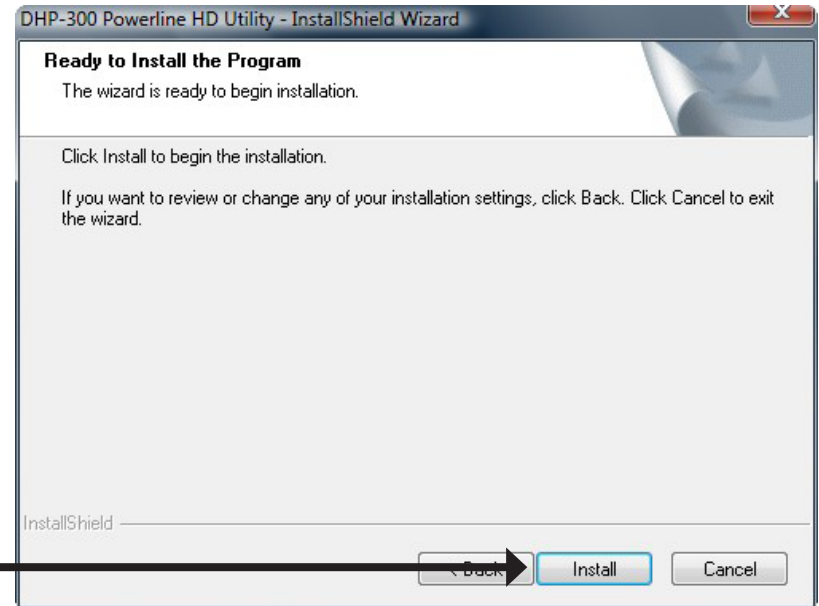 DHP-300 Powerline HD Utility - InstallShield Wizard
Ready to Install the Program
The wizard is ready to begin installation.
Click Install to begin the installation.
If you want to review or change any of your installation settings, click Back. Click Cancel to exit
the wizard.
InstallShield
< Back Install Cancel